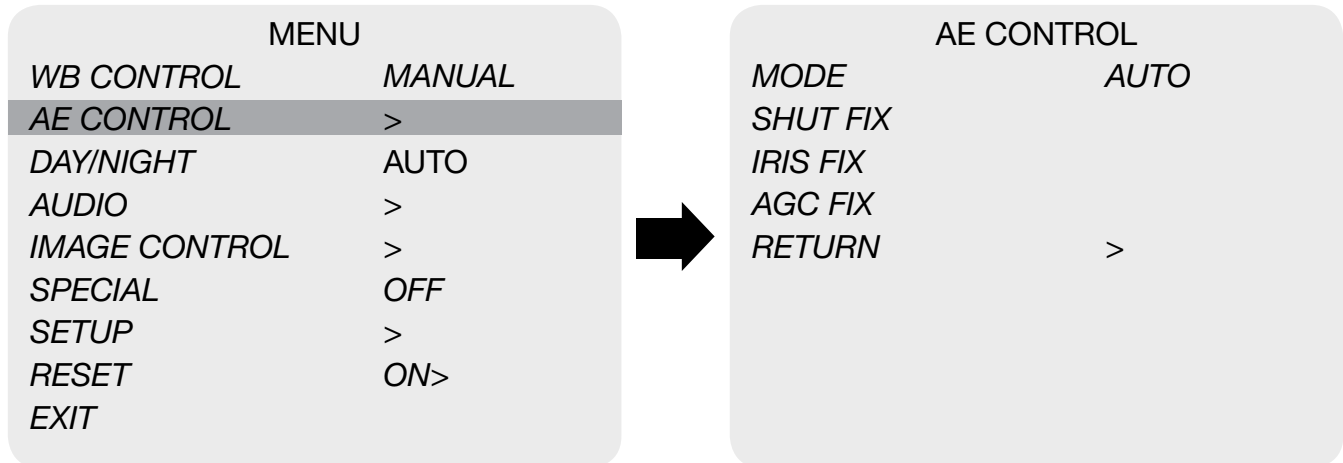 MENU
WB CONTROL MANUAL
AE CONTROL >
DAY/NIGHT AUTO
AUDIO >
IMAGE CONTROL >
SPECIAL OFF
SETUP >
RESET ON>
EXIT
AE CONTROL
MODE AUTO
SHUT FIX
IRIS FIX
AGC FIX
RETURN >